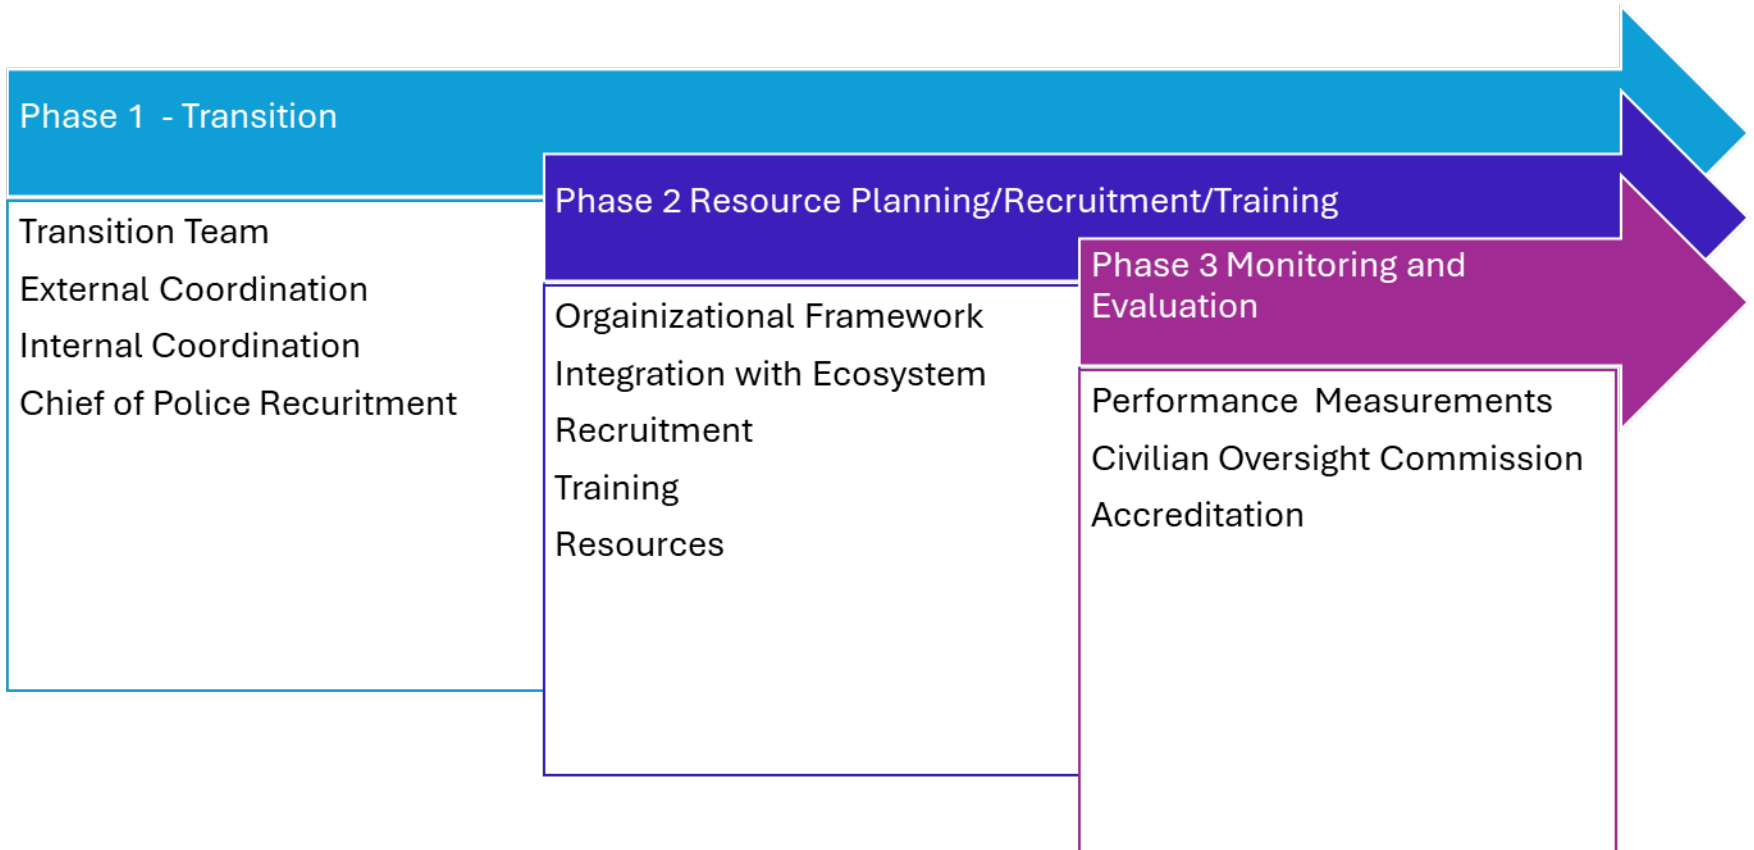 Phase 1  - Transition
Transition Team
External Coordination
Internal Coordination
Chief of Police Recuritment
Phase 2 Resource Planning/Recruitment/Training
Orgainizational Framework
Integration with Ecosystem
Recruitment
Training
Resources
Phase 3 Monitoring and
Evaluation
Performance  Measurements
Civilian Oversight Commission
Accreditation